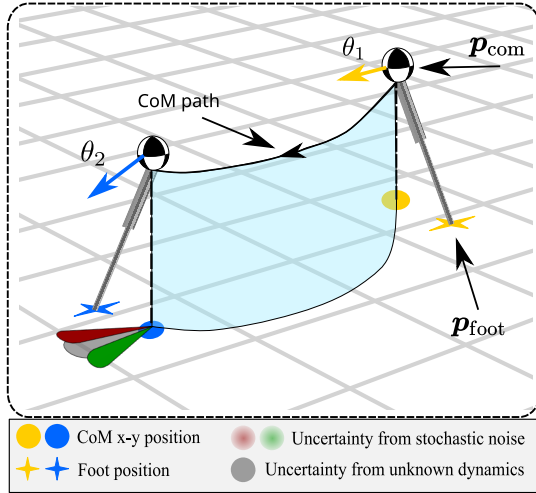 θ1
p_com
CoM path
θ2
p_foot
CoM x-y position
Uncertainty from stochastic noise
Foot position
Uncertainty from unknown dynamics